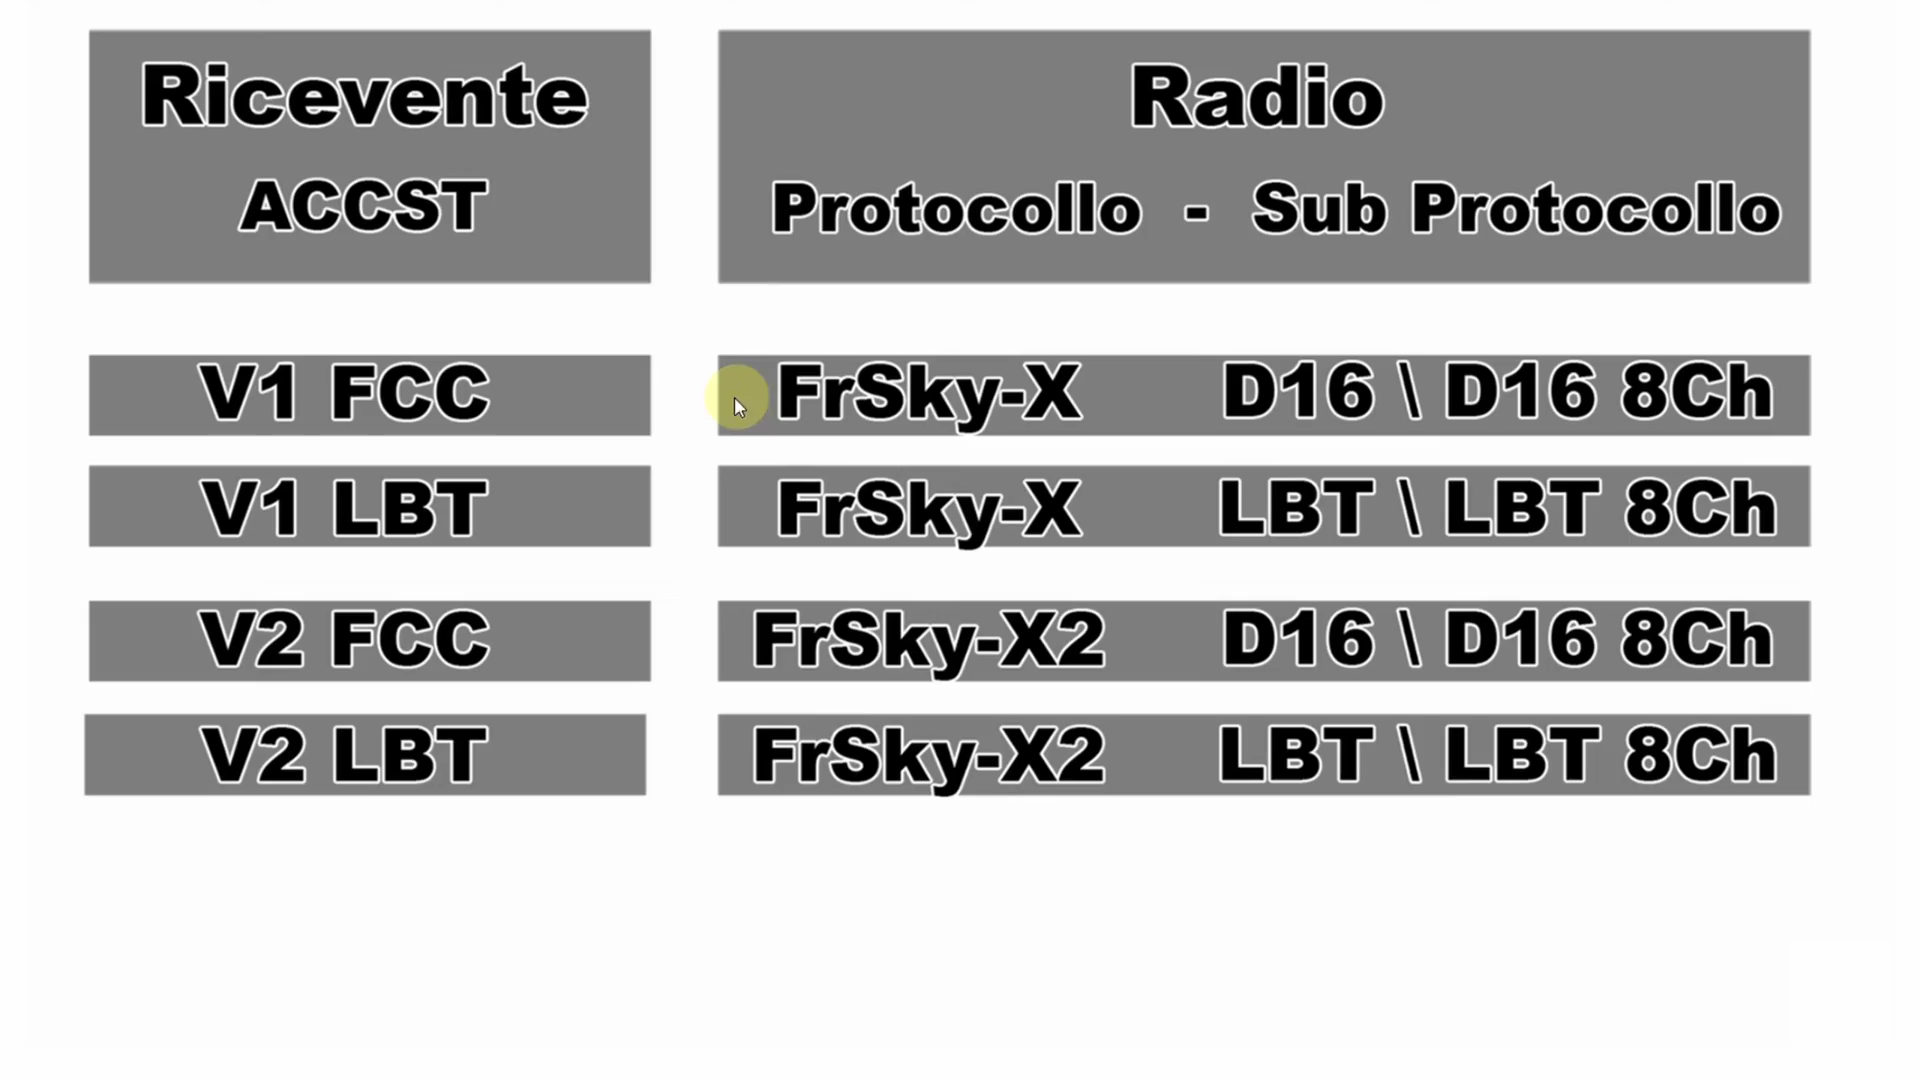 Ricevente
ACCST
Radio
Protocollo - Sub Protocollo
V1 FCC
FrSky-X D16 \ D16 8Ch
V1 LBT
FrSky-X LBT \ LBT 8Ch
V2 FCC
FrSky-X2 D16 \ D16 8Ch
V2 LBT
FrSky-X2 LBT \ LBT 8Ch